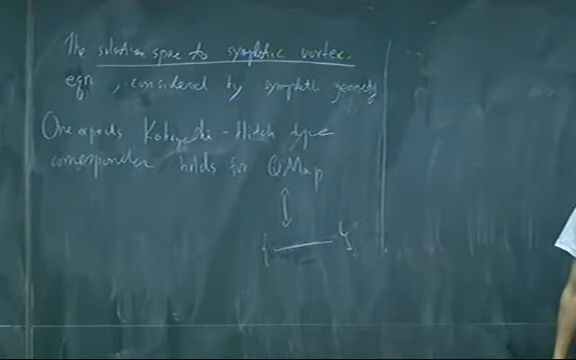 The solution space to symplectic vortex.
eqn, considered by symplectic geometry
One expects Kobayashi-Hitchin type
correspondence holds for QMap
{ }